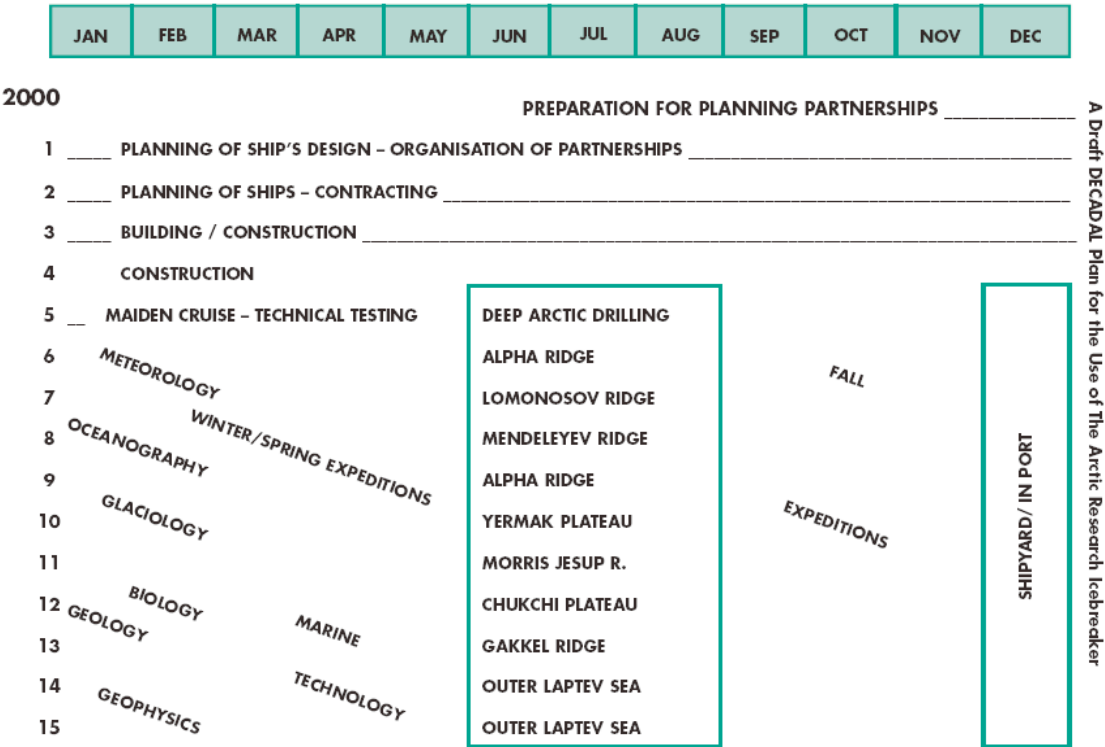 JAN FEB MAR APR MAY JUN JUL AUG SEP OCT NOV DEC
2000
PREPARATION FOR PLANNING PARTNERSHIPS
1 PLANNING OF SHIP'S DESIGN – ORGANISATION OF PARTNERSHIPS
2 PLANNING OF SHIPS – CONTRACTING
3 BUILDING / CONSTRUCTION
4 CONSTRUCTION
5 MAIDEN CRUISE – TECHNICAL TESTING DEEP ARCTIC DRILLING
6 ALPHA RIDGE
METEOROLOGY
FALL
7 LOMONOSOV RIDGE
WINTER/SPRING EXPEDITIONS
8 MENDELEYEV RIDGE
OCEANOGRAPHY
9 ALPHA RIDGE
GLACIOLOGY
10 YERMAK PLATEAU
EXPEDITIONS
11 MORRIS JESUP R.
BIOLOGY
12 CHUKCHI PLATEAU
GEOLOGY
MARINE
13 GAKKEL RIDGE
14 OUTER LAPTEV SEA
TECHNOLOGY
GEOPHYSICS
15 OUTER LAPTEV SEA
SHIPYARD/ IN PORT
A Draft DECADAL Plan for the Use of The Arctic Research Icebreaker